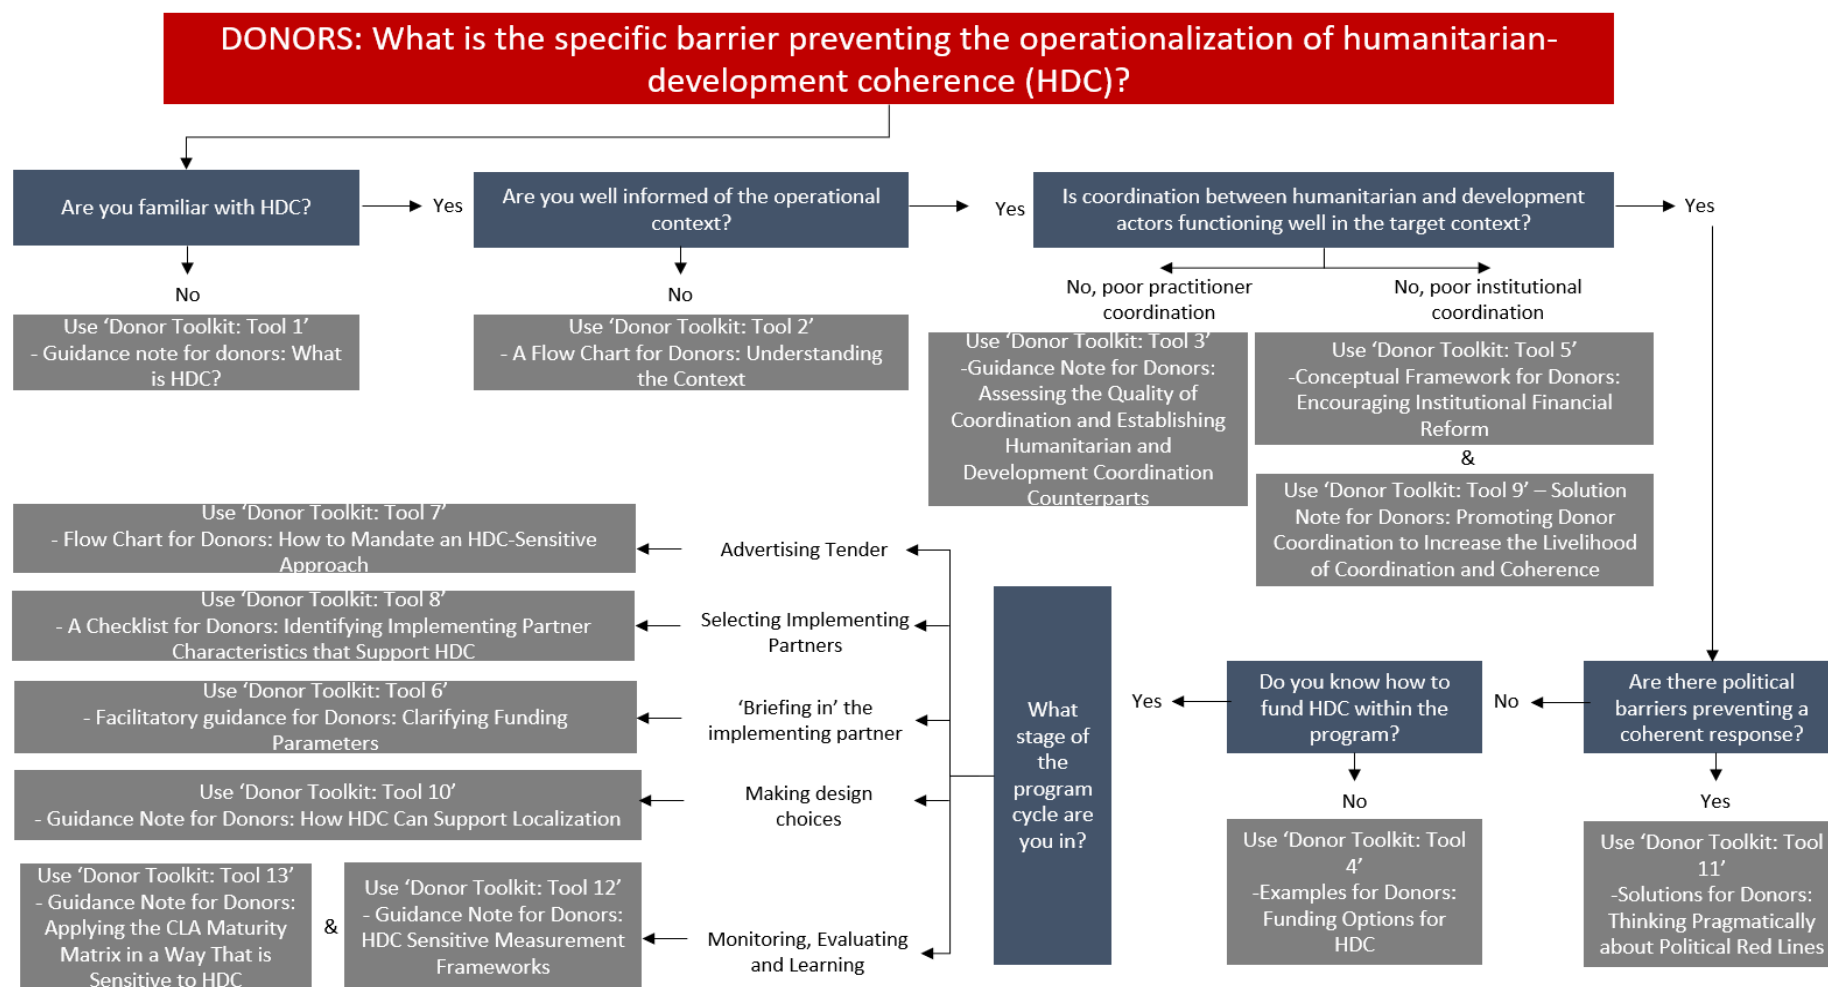 DONORS: What is the specific barrier preventing the operationalization of humanitarian-
development coherence (HDC)?
Are you familiar with HDC?
Yes
Are you well informed of the operational
context?
Yes
Is coordination between humanitarian and development
actors functioning well in the target context?
Yes
No
Use ‘Donor Toolkit: Tool 1’
- Guidance note for donors: What
is HDC?
No
Use ‘Donor Toolkit: Tool 2’
- A Flow Chart for Donors: Understanding
the Context
No, poor practitioner
coordination
Use ‘Donor Toolkit: Tool 3’
-Guidance Note for Donors:
Assessing the Quality of
Coordination and Establishing
Humanitarian and
Development Coordination
Counterparts
No, poor institutional
coordination
Use ‘Donor Toolkit: Tool 5’
-Conceptual Framework for Donors:
Encouraging Institutional Financial
Reform
&
Use ‘Donor Toolkit: Tool 9’ – Solution
Note for Donors: Promoting Donor
Coordination to Increase the Livelihood
of Coordination and Coherence
Are there political
barriers preventing a
coherent response?
Yes
Use ‘Donor Toolkit: Tool
11’
-Solutions for Donors:
Thinking Pragmatically
about Political Red Lines
No
Do you know how to
fund HDC within the
program?
No
Use ‘Donor Toolkit: Tool
4’
-Examples for Donors:
Funding Options for
HDC
Yes
What
stage of
the
program
cycle are
you in?
Advertising Tender
Use ‘Donor Toolkit: Tool 7’
- Flow Chart for Donors: How to Mandate an HDC-Sensitive
Approach
Selecting Implementing
Partners
Use ‘Donor Toolkit: Tool 8’
- A Checklist for Donors: Identifying Implementing Partner
Characteristics that Support HDC
‘Briefing in’ the
implementing partner
Use ‘Donor Toolkit: Tool 6’
- Facilitatory guidance for Donors: Clarifying Funding
Parameters
Making design
choices
Use ‘Donor Toolkit: Tool 10’
- Guidance Note for Donors: How HDC Can Support Localization
Monitoring, Evaluating
and Learning
Use ‘Donor Toolkit: Tool 12’
- Guidance Note for Donors:
HDC Sensitive Measurement
Frameworks
&
Use ‘Donor Toolkit: Tool 13’
- Guidance Note for Donors:
Applying the CLA Maturity
Matrix in a Way That is
Sensitive to HDC